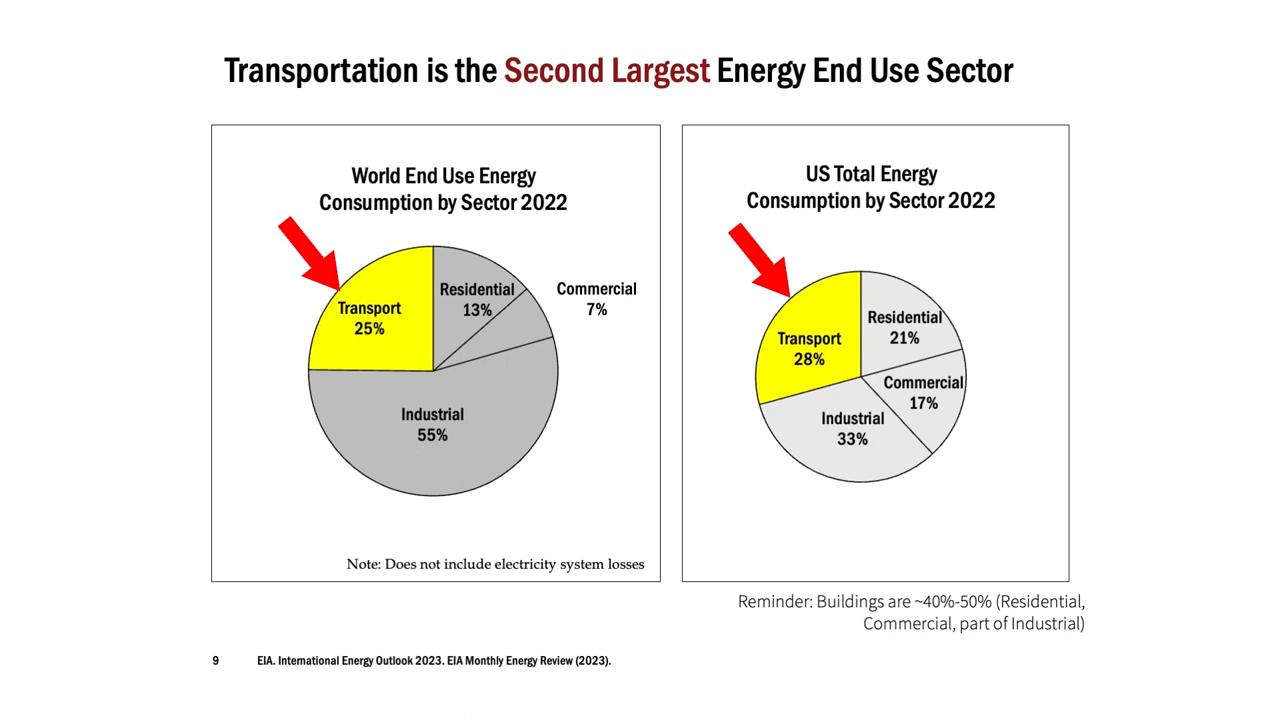 Transportation is the Second Largest Energy End Use Sector
World End Use Energy
Consumption by Sector 2022
Transport
25%
Residential
13%
Commercial
7%
Industrial
55%
Note: Does not include electricity system losses
US Total Energy
Consumption by Sector 2022
Transport
28%
Residential
21%
Commercial
17%
Industrial
33%
Reminder: Buildings are ~40%-50% (Residential,
Commercial, part of Industrial)
9 EIA. International Energy Outlook 2023. EIA Monthly Energy Review (2023).